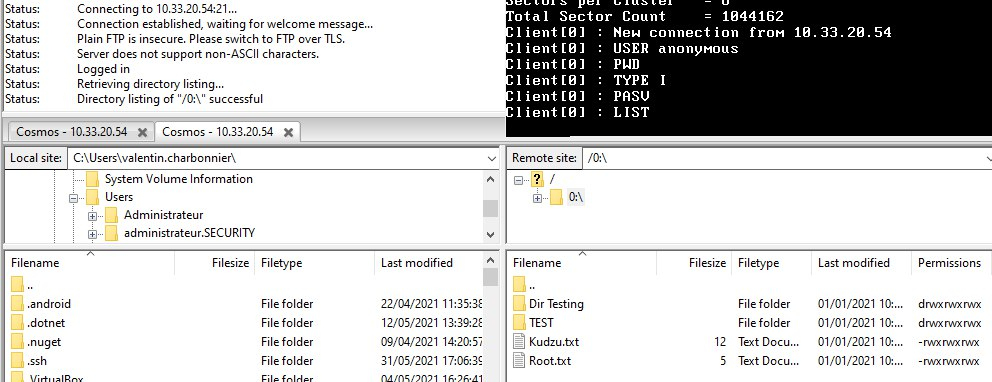 Status: Connecting to 10.33.20.54:21...
Status: Connection established, waiting for welcome message...
Status: Plain FTP is insecure. Please switch to FTP over TLS.
Status: Server does not support non-ASCII characters.
Status: Logged in
Status: Retrieving directory listing...
Status: Directory listing of "/0:\" successful
Sectors per Cluster = 8
Total Sector Count = 1044162
Client[0] : New connection from 10.33.20.54
Client[0] : USER anonymous
Client[0] : PWD
Client[0] : TYPE I
Client[0] : PASV
Client[0] : LIST
Cosmos - 10.33.20.54
Cosmos - 10.33.20.54
Local site: C:\Users\valentin.charbonnier\
System Volume Information
Users
Administrateur
administrateur.SECURITY
Remote site: /0:\
/
0:\
Filename Filesize Filetype Last modified
..
.android File folder 22/04/2021 11:35:38
.dotnet File folder 12/05/2021 13:39:28
.nuget File folder 09/04/2021 14:20:57
.ssh File folder 31/05/2021 17:06:39
.VirtualBox File folder 04/05/2021 16:26:41
Filename Filesize Filetype Last modified Permissions
..
Dir Testing File folder 01/01/2021 10:... drwxrwxrwx
TEST File folder 01/01/2021 10:... drwxrwxrwx
Kudzu.txt 12 Text Docu... 01/01/2021 10:... -rwxrwxrwx
Root.txt 5 Text Docu... 01/01/2021 10:... -rwxrwxrwx